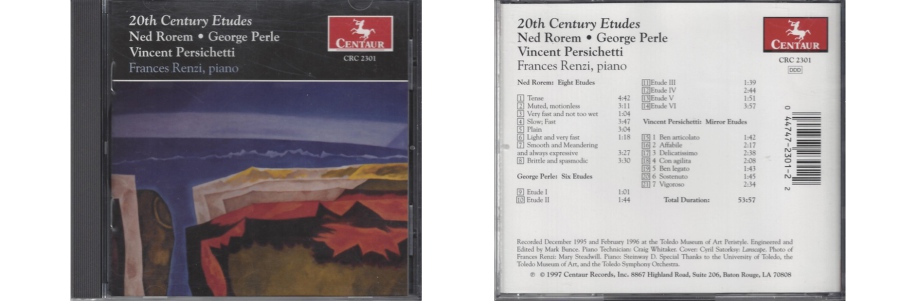 20th Century Etudes
Ned Rorem • George Perle
Vincent Persichetti
Frances Renzi, piano
CENTAUR
CRC 2301
20th Century Etudes
Ned Rorem • George Perle
Vincent Persichetti
Frances Renzi, piano
CENTAUR
CRC 2301
DDD
Ned Rorem: Eight Etudes
1 Tense 4:42
2 Muted, motionless 3:11
3 Very fast and not too wet 1:04
4 Slow; Fast 3:47
5 Plain 3:04
6 Light and very fast 1:18
7 Smooth and Meandering
and always expressive 3:27
8 Brittle and spasmodic 3:30
George Perle: Six Etudes
9 Etude I 1:01
10 Etude II 1:44
11 Etude III 1:39
12 Etude IV 2:44
13 Etude V 1:51
14 Etude VI 3:57
Vincent Persichetti: Mirror Etudes
15 1 Ben articolato 1:42
16 2 Affabile 2:17
17 3 Delicatissimo 2:38
18 4 Con agilita 2:08
19 5 Ben legato 1:43
20 6 Sostenuto 1:45
21 7 Vigoroso 2:34
Total Duration: 53:57
0 44747-2301-2 2
Recorded December 1995 and February 1996 at the Toledo Museum of Art Peristyle. Engineered and
Edited by Mark Bunce. Piano Technician: Craig Whitaker. Cover: Cyril Satorsky: Lanscape. Photo of
Frances Renzi: Mary Steadwill. Piano: Steinway D. Special Thanks to the University of Toledo, the
Toledo Museum of Art, and the Toledo Symphony Orchestra.
℗ © 1997 Centaur Records, Inc. 8867 Highland Road, Suite 206, Baton Rouge, LA 70808